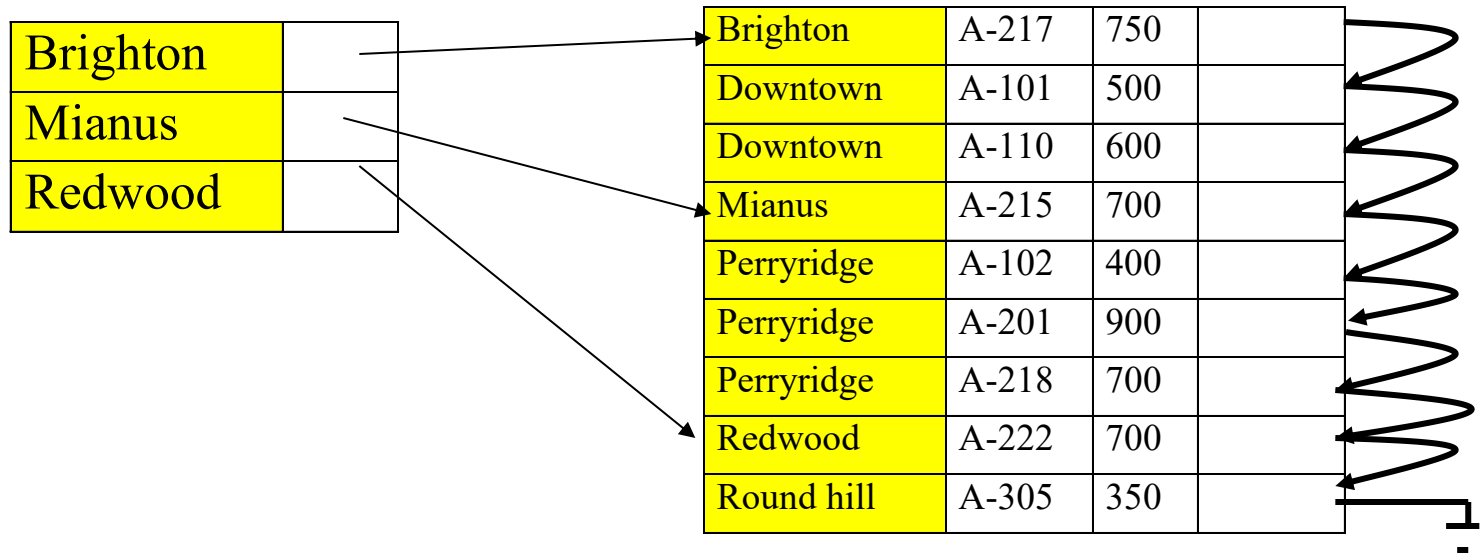 Brighton
Mianus
Redwood
Brighton A-217 750
Downtown A-101 500
Downtown A-110 600
Mianus A-215 700
Perryridge A-102 400
Perryridge A-201 900
Perryridge A-218 700
Redwood A-222 700
Round hill A-305 350